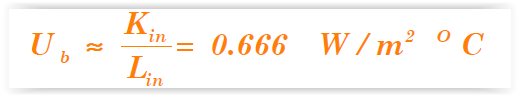 U_b ≈ K_in / L_in = 0.666 W/m² °C